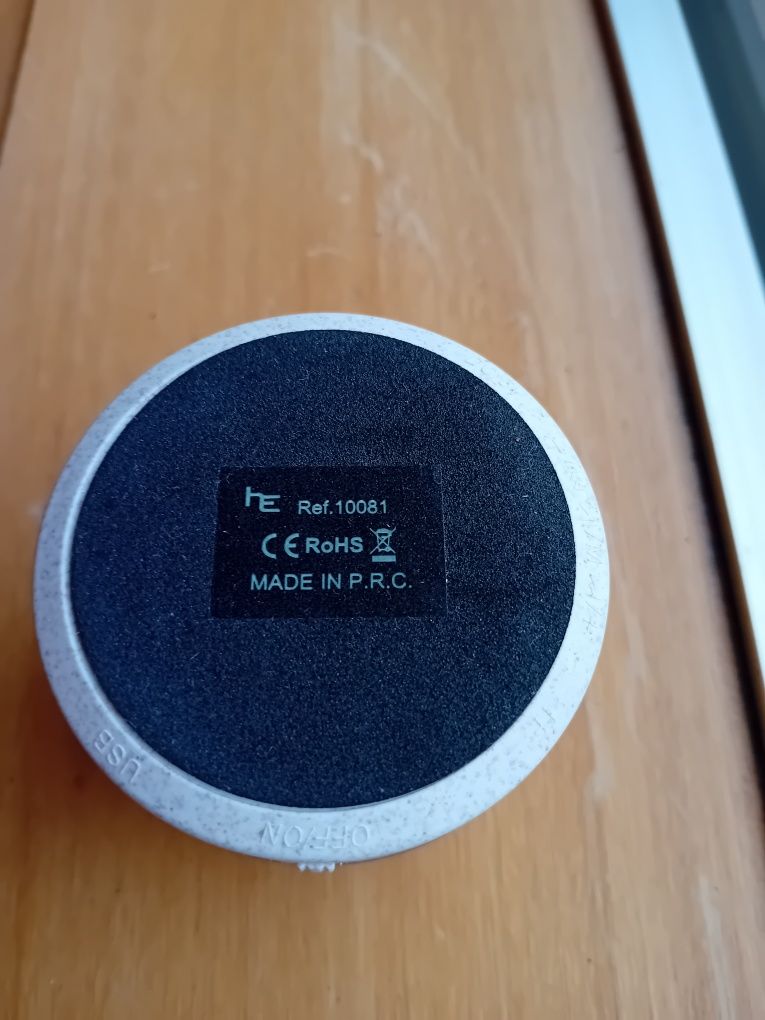 hE Ref.10081
CE RoHS
MADE IN P.R.C.
USB
OFF/ON